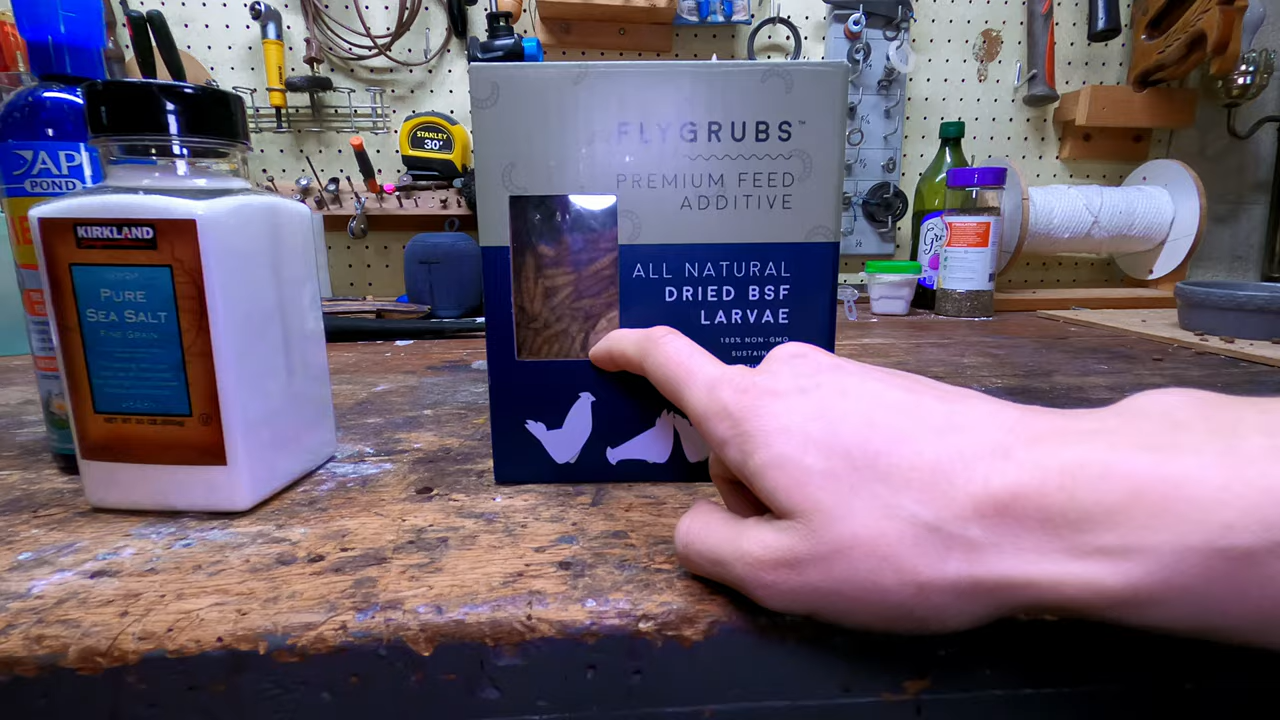 API
POND
KIRKLAND
PURE
SEA SALT
FINE GRAIN
STANLEY
30'
FLYGRUBS™
PREMIUM FEED
ADDITIVE
ALL NATURAL
DRIED BSF
LARVAE
100% NON-GMO
Gro